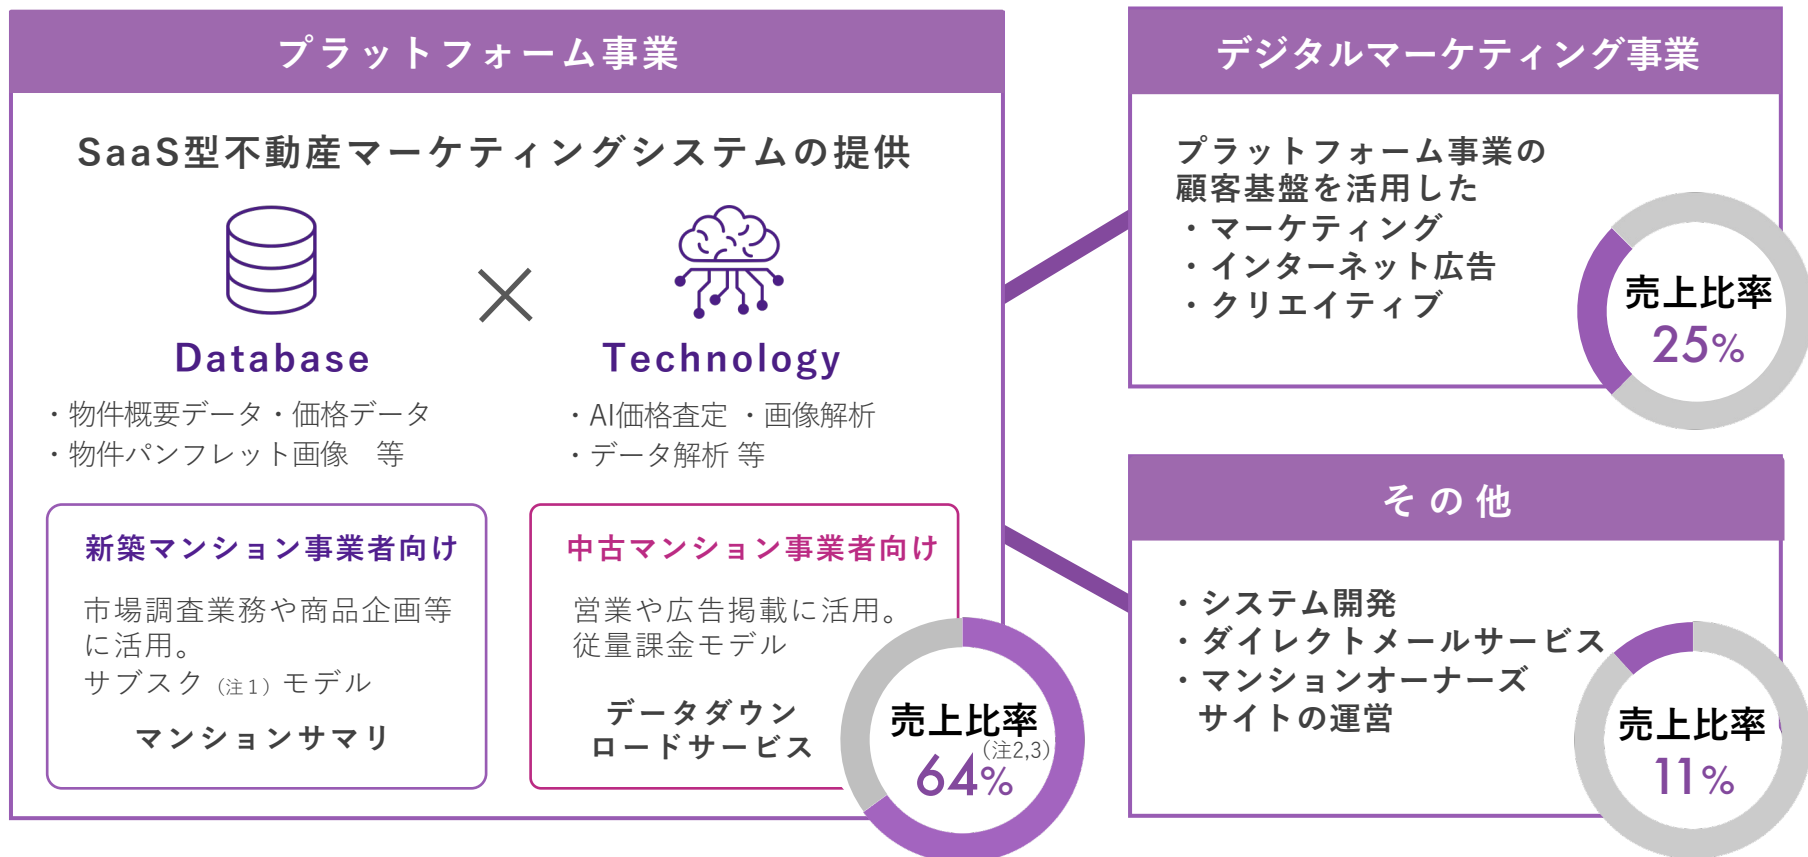 プラットフォーム事業
SaaS型不動産マーケティングシステムの提供
Database
・物件概要データ・価格データ
・物件パンフレット画像　等
Technology
・AI価格査定 ・画像解析
・データ解析 等
新築マンション事業者向け
市場調査業務や商品企画等
に活用。
サブスク（注１）モデル
マンションサマリ
中古マンション事業者向け
営業や広告掲載に活用。
従量課金モデル
データダウン
ロードサービス
売上比率
（注2,3）
64%
デジタルマーケティング事業
プラットフォーム事業の
顧客基盤を活用した
・マーケティング
・インターネット広告
・クリエイティブ
売上比率
25%
その他
・システム開発
・ダイレクトメールサービス
・マンションオーナーズ
サイトの運営
売上比率
11%